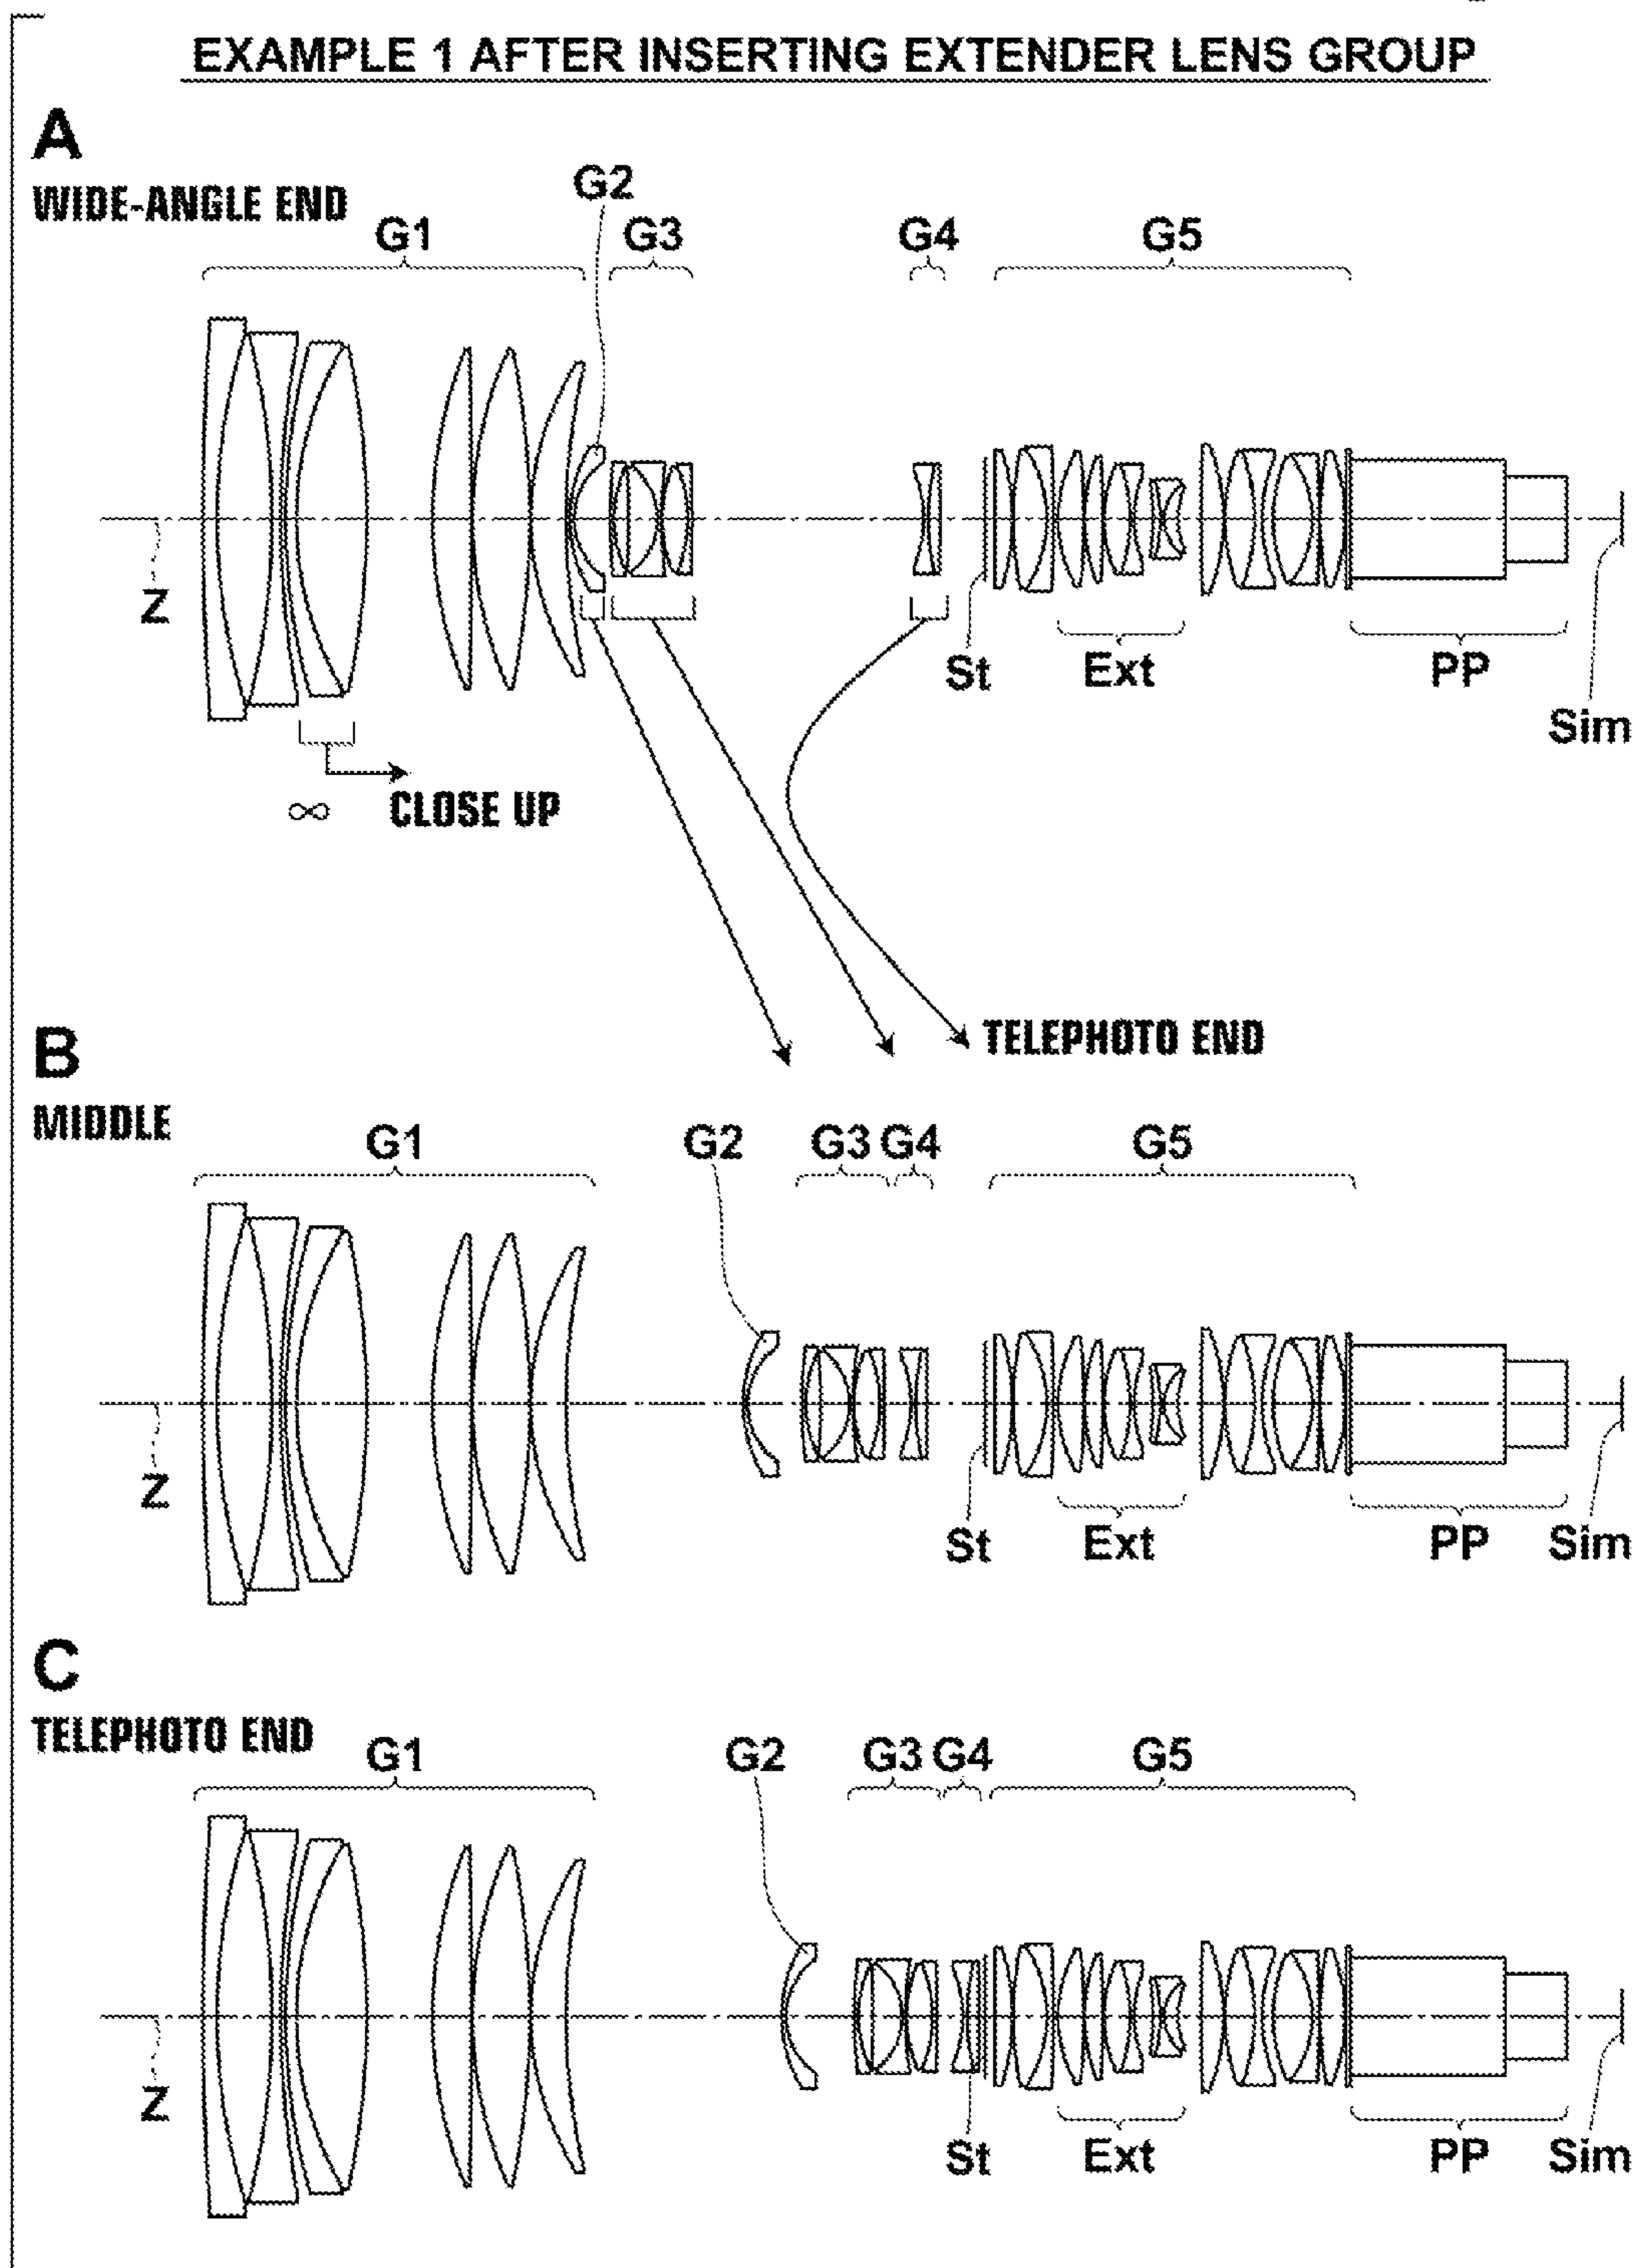 EXAMPLE 1 AFTER INSERTING EXTENDER LENS GROUP
A
WIDE-ANGLE END
G1 G2 G3 G4 G5
Z St Ext PP Sim
∞ CLOSE UP
TELEPHOTO END
B
MIDDLE
G1 G2 G3 G4 G5
Z St Ext PP Sim
C
TELEPHOTO END
G1 G2 G3 G4 G5
Z St Ext PP Sim